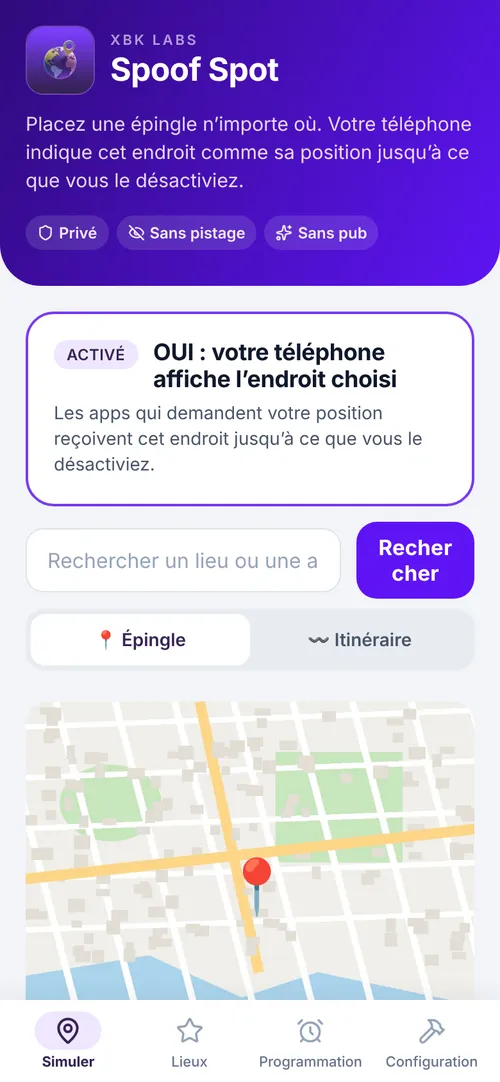 XBK LABS
Spoof Spot
Placez une épingle n’importe où. Votre téléphone
indique cet endroit comme sa position jusqu’à ce
que vous le désactiviez.
Privé
Sans pistage
Sans pub
ACTIVÉ
OUI : votre téléphone
affiche l’endroit choisi
Les apps qui demandent votre position
reçoivent cet endroit jusqu’à ce que vous le
désactiviez.
Rechercher un lieu ou une a
Recher
cher
Épingle
Itinéraire
Simuler
Lieux
Programmation
Configuration